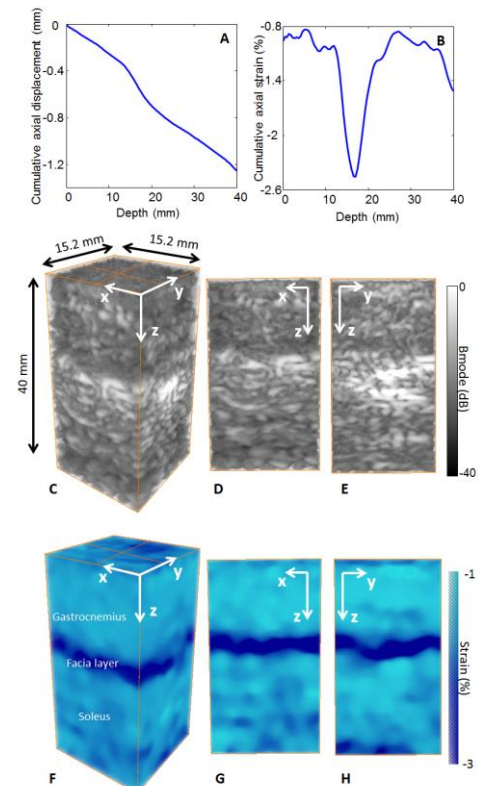 Cumulative axial displacement (mm)
0
-0.4
-0.8
-1.2
A
0 10 20 30 40
Depth (mm)
Cumulative axial strain (%)
-0.8
-1.4
-2
-2.6
B
0 10 20 30 40
Depth (mm)
15.2 mm
15.2 mm
40 mm
x
y
z
C
x
z
D
y
z
E
0
Bmode (dB)
-40
x
y
z
Gastrocnemius
Facia layer
Soleus
F
x
z
G
y
z
H
-1
Strain (%)
-3